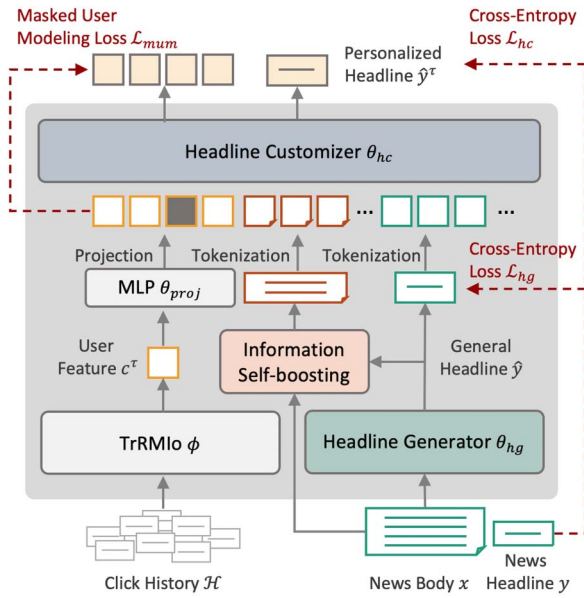 Masked User
Modeling Loss ℒ_mum
Cross-Entropy
Loss ℒ_hc
Personalized
Headline ŷ^τ
Headline Customizer θ_hc
... ...
Projection Tokenization Tokenization
MLP θ_proj
Cross-Entropy
Loss ℒ_hg
User
Feature c^τ
Information
Self-boosting
General
Headline ŷ
TrRMIo ϕ
Headline Generator θ_hg
Click History ℋ
News Body x
News
Headline y